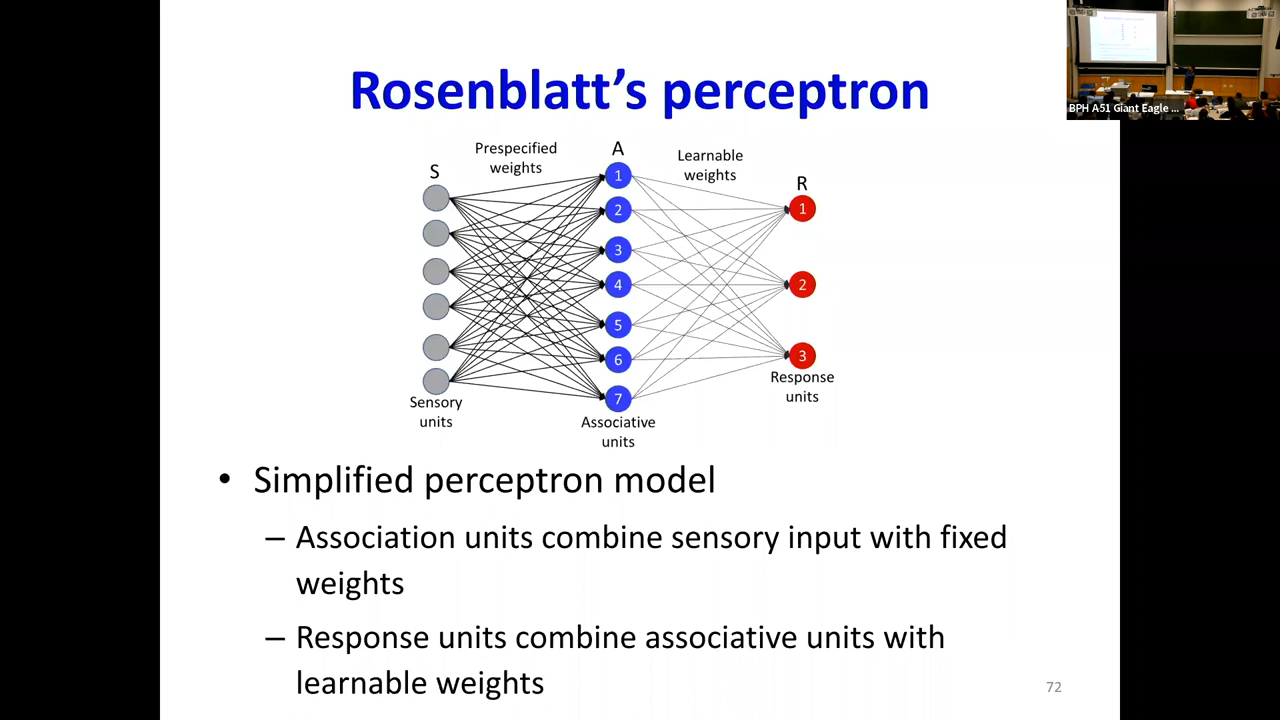 Rosenblatt's perceptron
BPH A51 Giant Eagle ...
Prespecified
weights
A
Learnable
weights
S
R
1
2
3
4
5
6
7
1
2
3
Sensory
units
Associative
units
Response
units
• Simplified perceptron model
– Association units combine sensory input with fixed
weights
– Response units combine associative units with
learnable weights
72